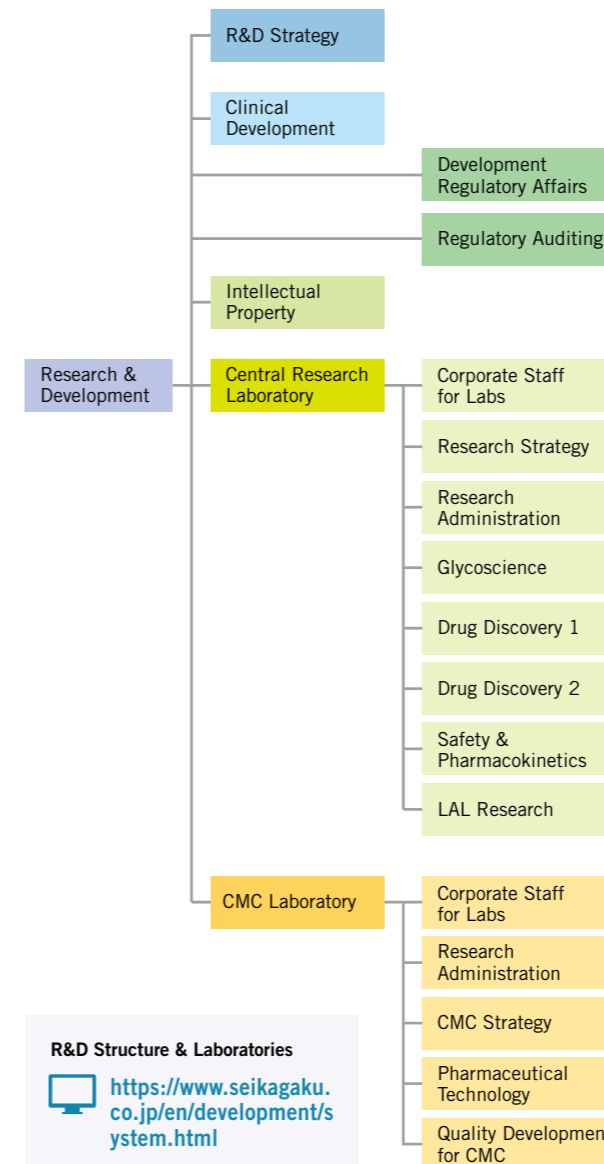 R&D Strategy
Clinical
Development
Development
Regulatory Affairs
Regulatory Auditing
Intellectual
Property
Research &
Development
Central Research
Laboratory
Corporate Staff
for Labs
Research Strategy
Research
Administration
Glycoscience
Drug Discovery 1
Drug Discovery 2
Safety &
Pharmacokinetics
LAL Research
CMC Laboratory
Corporate Staff
for Labs
Research
Administration
CMC Strategy
Pharmaceutical
Technology
Quality Developmen
for CMC
R&D Structure & Laboratories
https://www.seikagaku.
co.jp/en/development/s
ystem.html